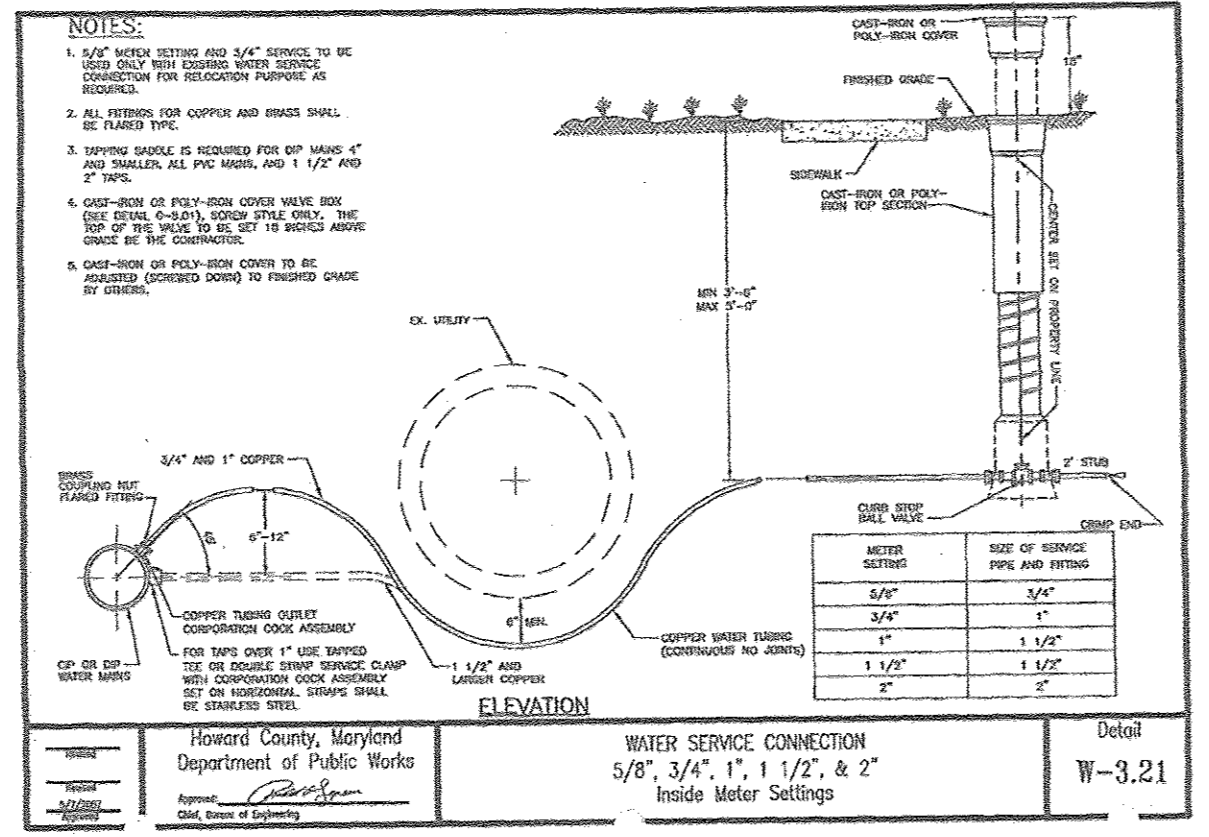 NOTES:
1. 5/8" METER SETTING AND 3/4" SERVICE TO BE
USED ONLY WITH EXISTING WATER SERVICE
CONNECTION FOR RELOCATION PURPOSE AS
REQUIRED.
2. ALL FITTINGS FOR COPPER AND BRASS SHALL
BE FLARED TYPE.
3. TAPPING SADDLE IS REQUIRED FOR DIP MAINS 4"
AND SMALLER, ALL PVC MAINS, AND 1 1/2" AND
2" TAPS.
4. CAST-IRON OR POLY-IRON COVER VALVE BOX
(SEE DETAIL G-8.01), SCREW STYLE ONLY. THE
TOP OF THE VALVE TO BE SET 18 INCHES ABOVE
GRADE BE THE CONTRACTOR.
5. CAST-IRON OR POLY-IRON COVER TO BE
ADJUSTED (SCREWED DOWN) TO FINISHED GRADE
BY OTHERS.
CAST-IRON OR
POLY-IRON COVER
18"
FINISHED GRADE
SIDEWALK
CAST-IRON OR POLY-
IRON TOP SECTION
CENTER SET ON PROPERTY LINE
MIN 3'-6"
MAX 5'-0"
EX. UTILITY
3/4" AND 1" COPPER
BRASS
COUPLING NUT
FLARED FITTING
6"-12"
6" MIN.
2' STUB
CURB STOP
BALL VALVE
CRIMP END
COPPER TUBING OUTLET
CORPORATION COCK ASSEMBLY
FOR TAPS OVER 1" USE TAPPED
TEE OR DOUBLE STRAP SERVICE CLAMP
WITH CORPORATION COCK ASSEMBLY
SET ON HORIZONTAL. STRAPS SHALL
BE STAINLESS STEEL
CIP OR DIP
WATER MAINS
1 1/2" AND
LARGER COPPER
COPPER WATER TUBING
(CONTINUOUS NO JOINTS)
METER SETTING
SIZE OF SERVICE PIPE AND FITTING
5/8" 3/4"
3/4" 1"
1" 1 1/2"
1 1/2" 1 1/2"
2" 2"
ELEVATION
Revised
Revised
5/7/2007
Approved
Howard County, Maryland
Department of Public Works
Approved:
Chief, Bureau of Engineering
WATER SERVICE CONNECTION
5/8", 3/4", 1", 1 1/2", & 2"
Inside Meter Settings
Detail
W-3.21